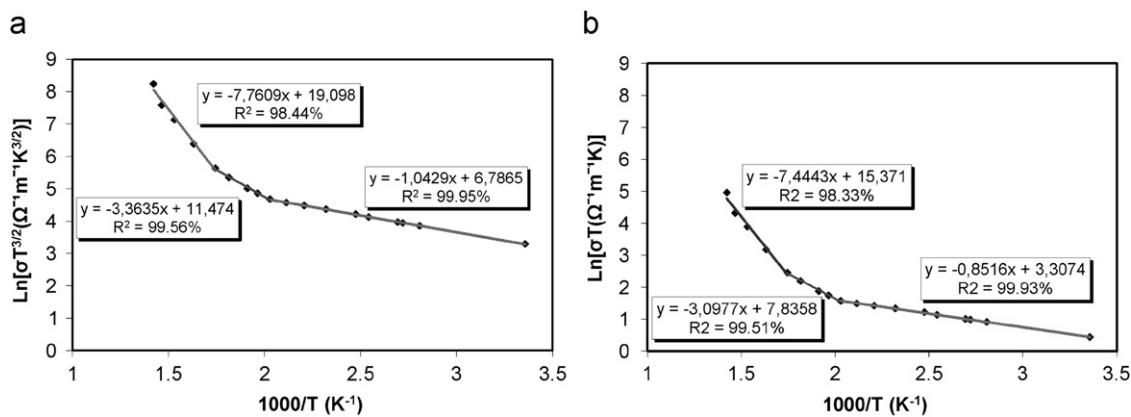 a
b
9
8
7
6
5
4
3
2
1
0
Ln[σT³/²(Ω⁻¹m⁻¹K³/²)]
y = -7,7609x + 19,098
R² = 98.44%
y = -1,0429x + 6,7865
R² = 99.95%
y = -3,3635x + 11,474
R² = 99.56%
1
1.5
2
2.5
3
3.5
1000/T (K⁻¹)
9
8
7
6
5
4
3
2
1
0
Ln[σT(Ω⁻¹m⁻¹K)]
y = -7,4443x + 15,371
R2 = 98.33%
y = -0,8516x + 3,3074
R2 = 99.93%
y = -3,0977x + 7,8358
R2 = 99.51%
1
1.5
2
2.5
3
3.5
1000/T (K⁻¹)